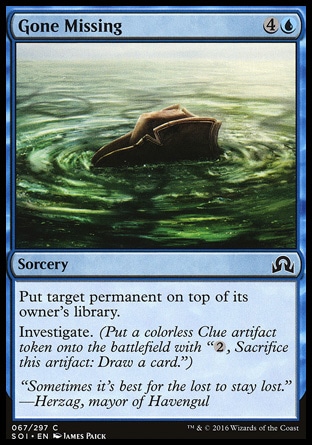 Gone Missing 4
Sorcery
Put target permanent on top of its
owner's library.
Investigate. (Put a colorless Clue artifact
token onto the battlefield with “2, Sacrifice
this artifact: Draw a card.”)
“Sometimes it's best for the lost to stay lost.”
—Herzog, mayor of Havengul
067/297 C
SOI • EN JAMES PAICK
™ & © 2016 Wizards of the Coast